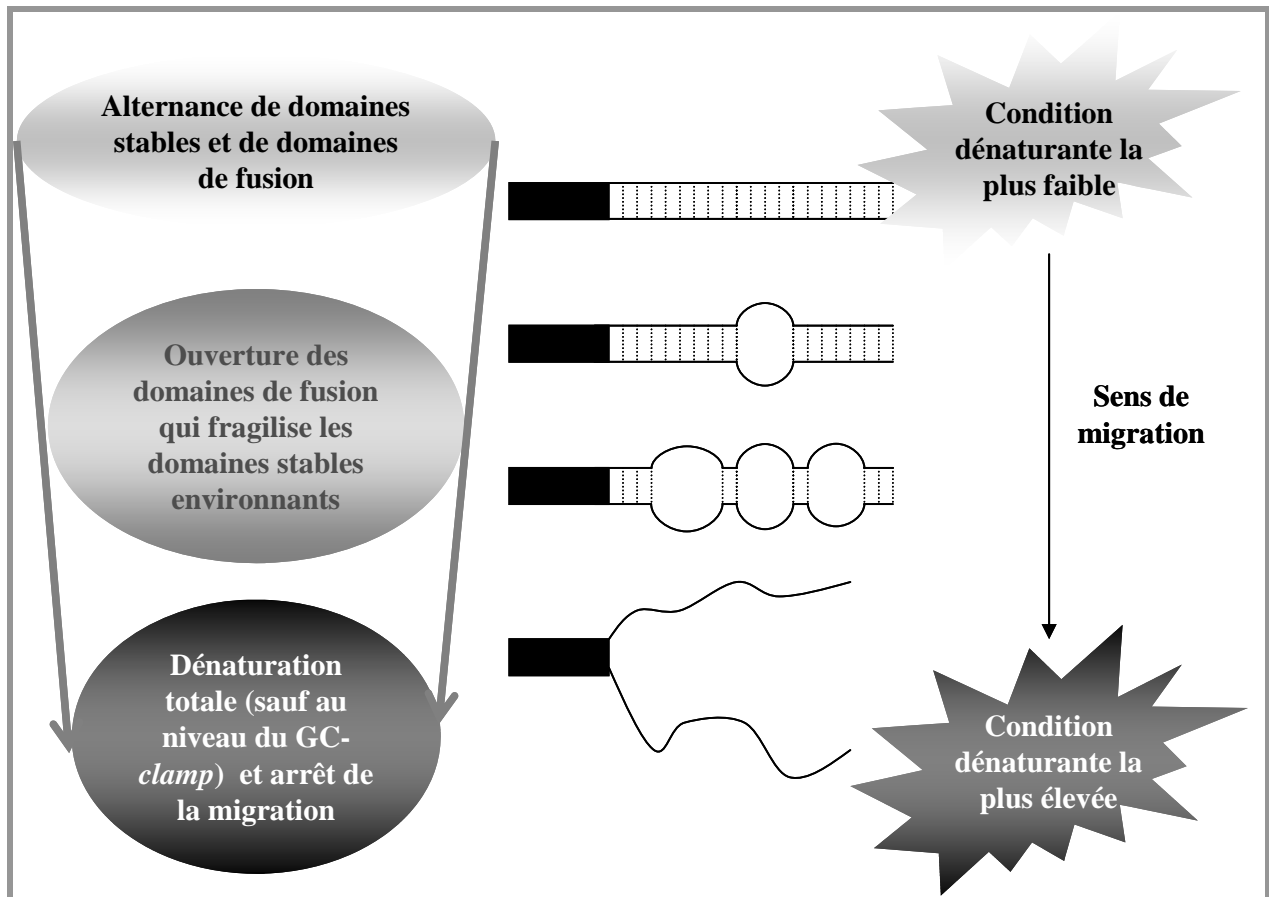 Alternance de domaines
stables et de domaines
de fusion
Condition
dénaturante la
plus faible
Ouverture des
domaines de fusion
qui fragilise les
domaines stables
environnants
Sens de
migration
Dénaturation
totale (sauf au
niveau du GC-
clamp) et arrêt de
la migration
Condition
dénaturante la
plus élevée